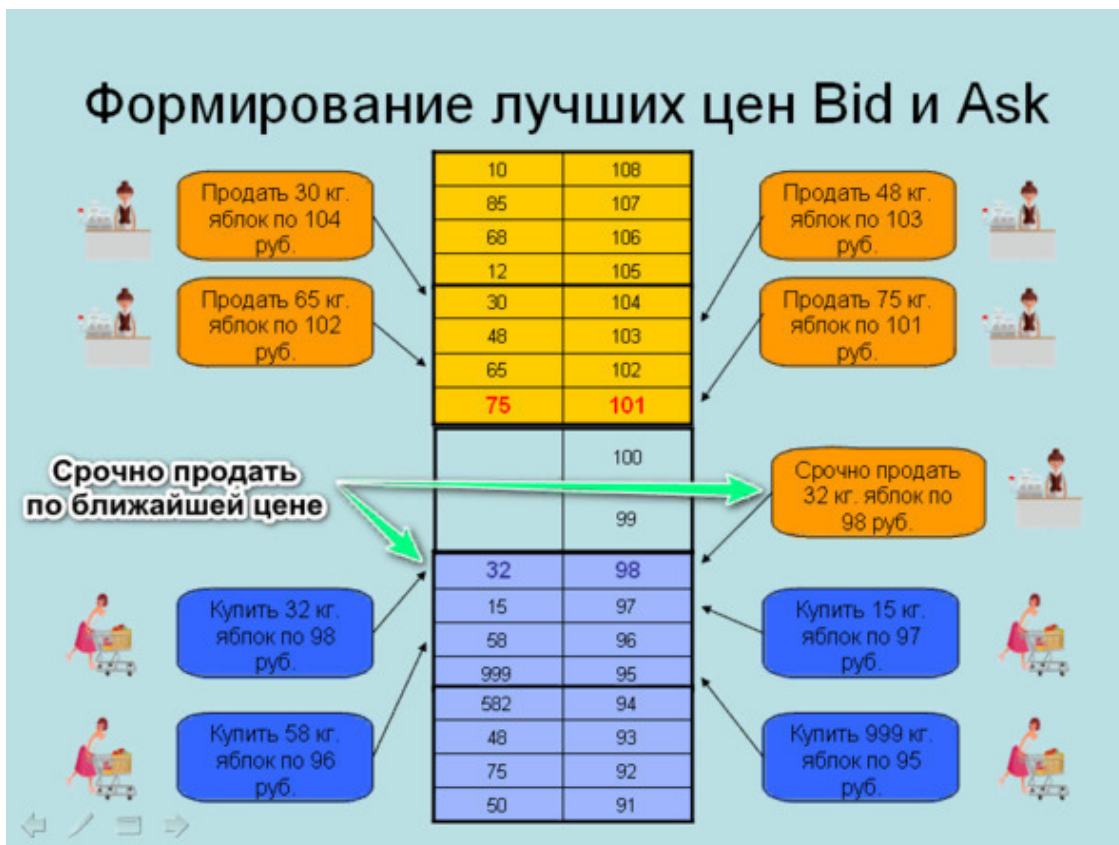 Формирование лучших цен Bid и Ask
Продать 30 кг.
яблок по 104
руб.
Продать 65 кг.
яблок по 102
руб.
10 108
85 107
68 106
12 105
30 104
48 103
65 102
75 101
100
99
32 98
15 97
58 96
999 95
582 94
48 93
75 92
50 91
Продать 48 кг.
яблок по 103
руб.
Продать 75 кг.
яблок по 101
руб.
Срочно продать
по ближайшей цене
Срочно продать
32 кг. яблок по
98 руб.
Купить 32 кг.
яблок по 98
руб.
Купить 15 кг.
яблок по 97
руб.
Купить 58 кг.
яблок по 96
руб.
Купить 999 кг.
яблок по 95
руб.